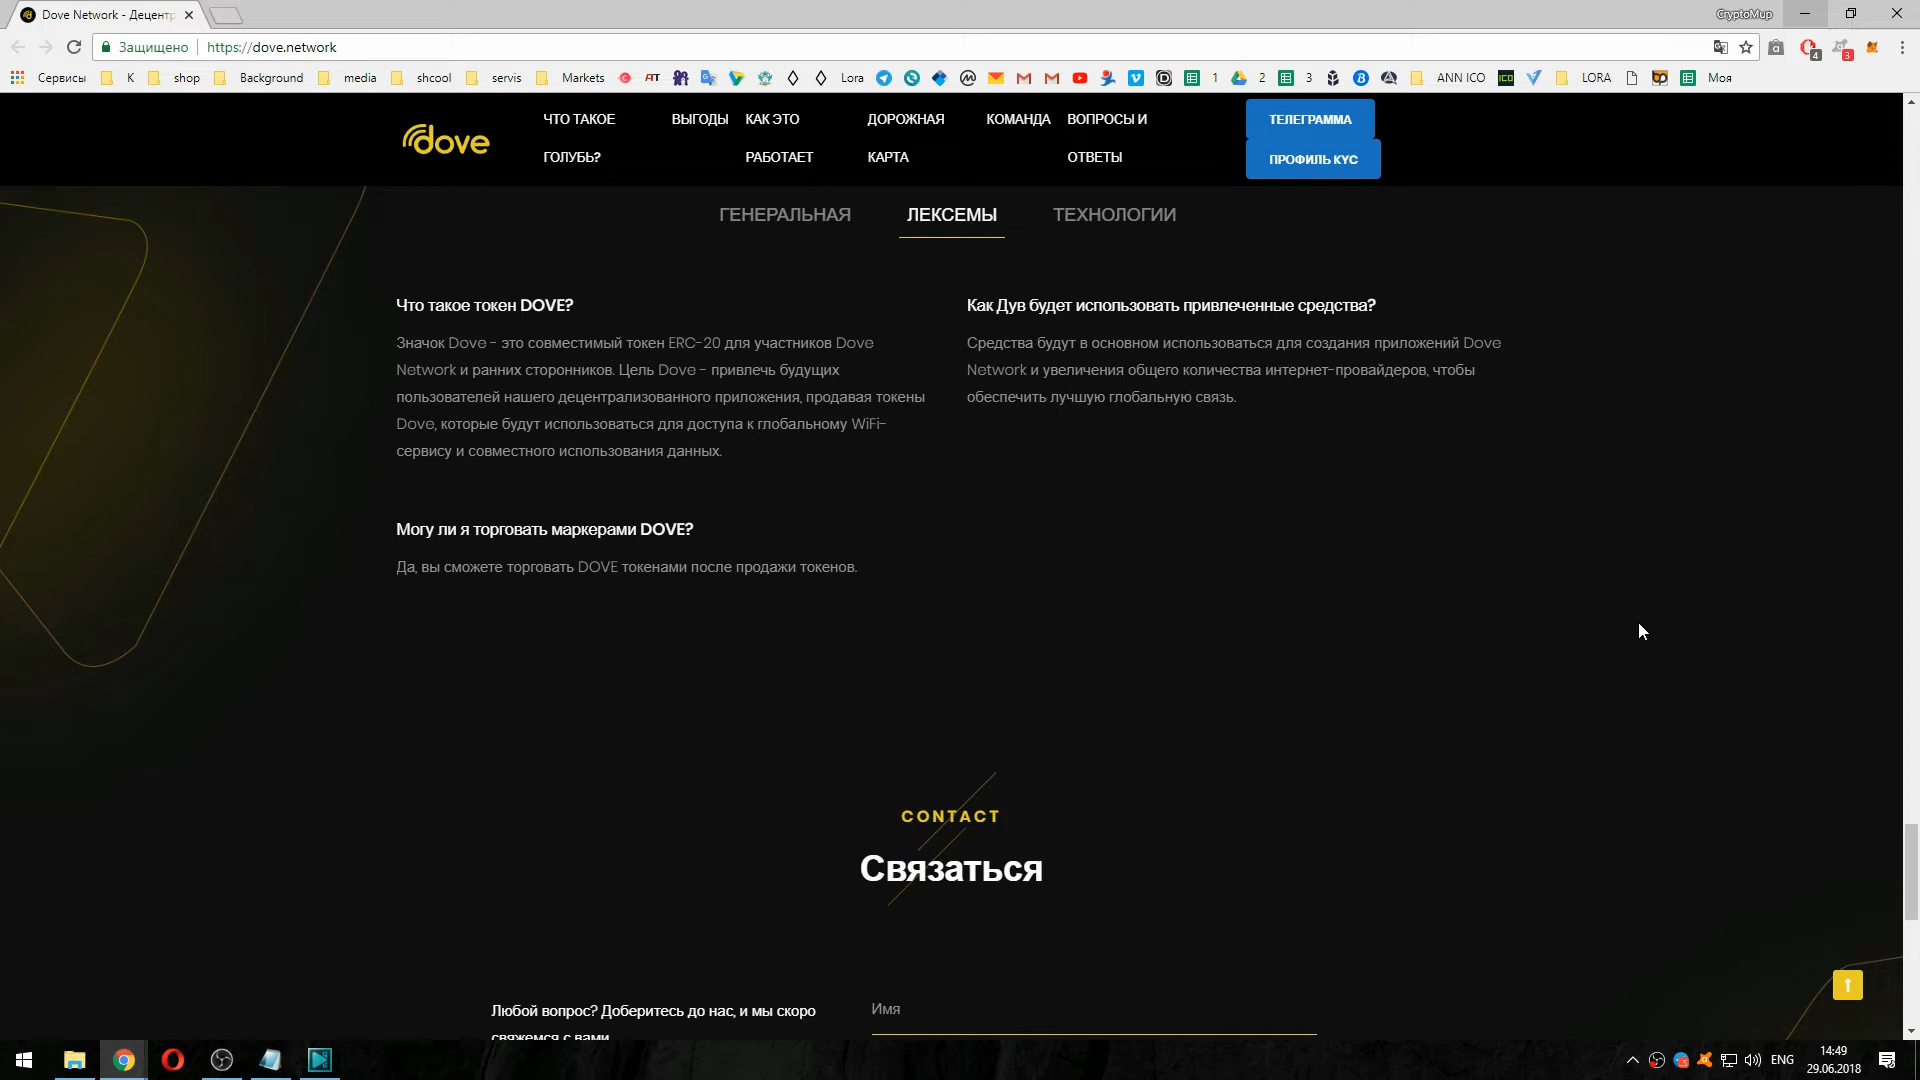 Dove Network - Децентр
CryptoMup
Защищено
https://dove.network
4
3
Сервисы
K
shop
Background
media
shcool
servis
Markets
Lora
1
2
3
ANN ICO
LORA
Моя
dove
ЧТО ТАКОЕ
ГОЛУБЬ?
ВЫГОДЫ
КАК ЭТО
РАБОТАЕТ
ДОРОЖНАЯ
КАРТА
КОМАНДА
ВОПРОСЫ И
ОТВЕТЫ
ТЕЛЕГРАММА
ПРОФИЛЬ KYC
ГЕНЕРАЛЬНАЯ
ЛЕКСЕМЫ
ТЕХНОЛОГИИ
Что такое токен DOVE?
Значок Dove - это совместимый токен ERC-20 для участников Dove
Network и ранних сторонников. Цель Dove - привлечь будущих
пользователей нашего децентрализованного приложения, продавая токены
Dove, которые будут использоваться для доступа к глобальному WiFi-
сервису и совместного использования данных.
Как Дув будет использовать привлеченные средства?
Средства будут в основном использоваться для создания приложений Dove
Network и увеличения общего количества интернет-провайдеров, чтобы
обеспечить лучшую глобальную связь.
Могу ли я торговать маркерами DOVE?
Да, вы сможете торговать DOVE токенами после продажи токенов.
CONTACT
Связаться
Любой вопрос? Доберитесь до нас, и мы скоро
свяжемся с вами.
Имя
ENG
14:49
29.06.2018